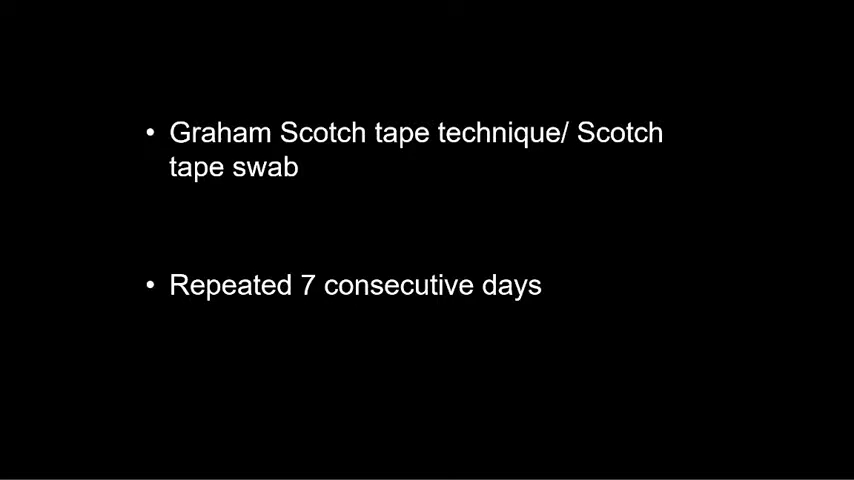 • Graham Scotch tape technique/ Scotch
tape swab
• Repeated 7 consecutive days